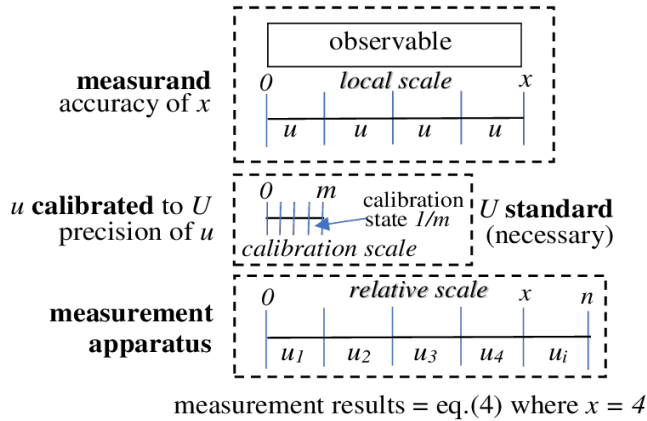 observable
measurand
accuracy of x
0 local scale x
u u u u
u calibrated to U
precision of u
0 m
calibration
state 1/m
calibration scale
U standard
(necessary)
measurement
apparatus
0 relative scale x n
u1 u2 u3 u4 ui
measurement results = eq.(4) where x = 4